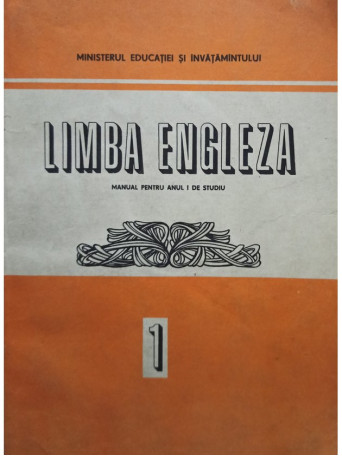 MINISTERUL EDUCAȚIEI ȘI INVĂȚĂMÎNTULUI
LIMBA ENGLEZA
MANUAL PENTRU ANUL I DE STUDIU
1